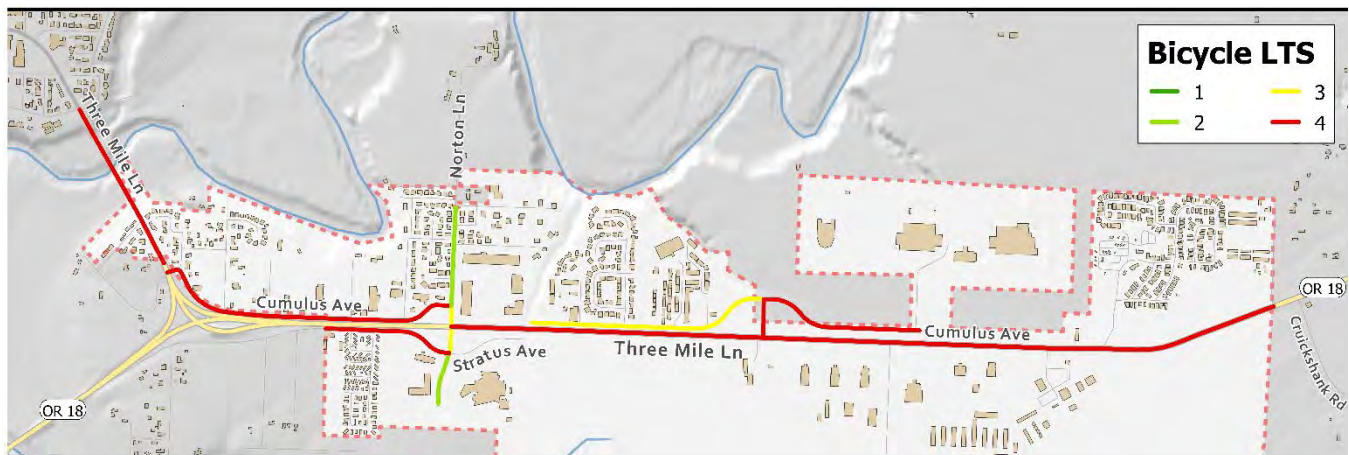 Bicycle LTS
1
3
2
4
Three Mile Ln
Norton Ln
Cumulus Ave
Stratus Ave
Three Mile Ln
Cumulus Ave
OR 18
Cruickshank Rd
OR 18